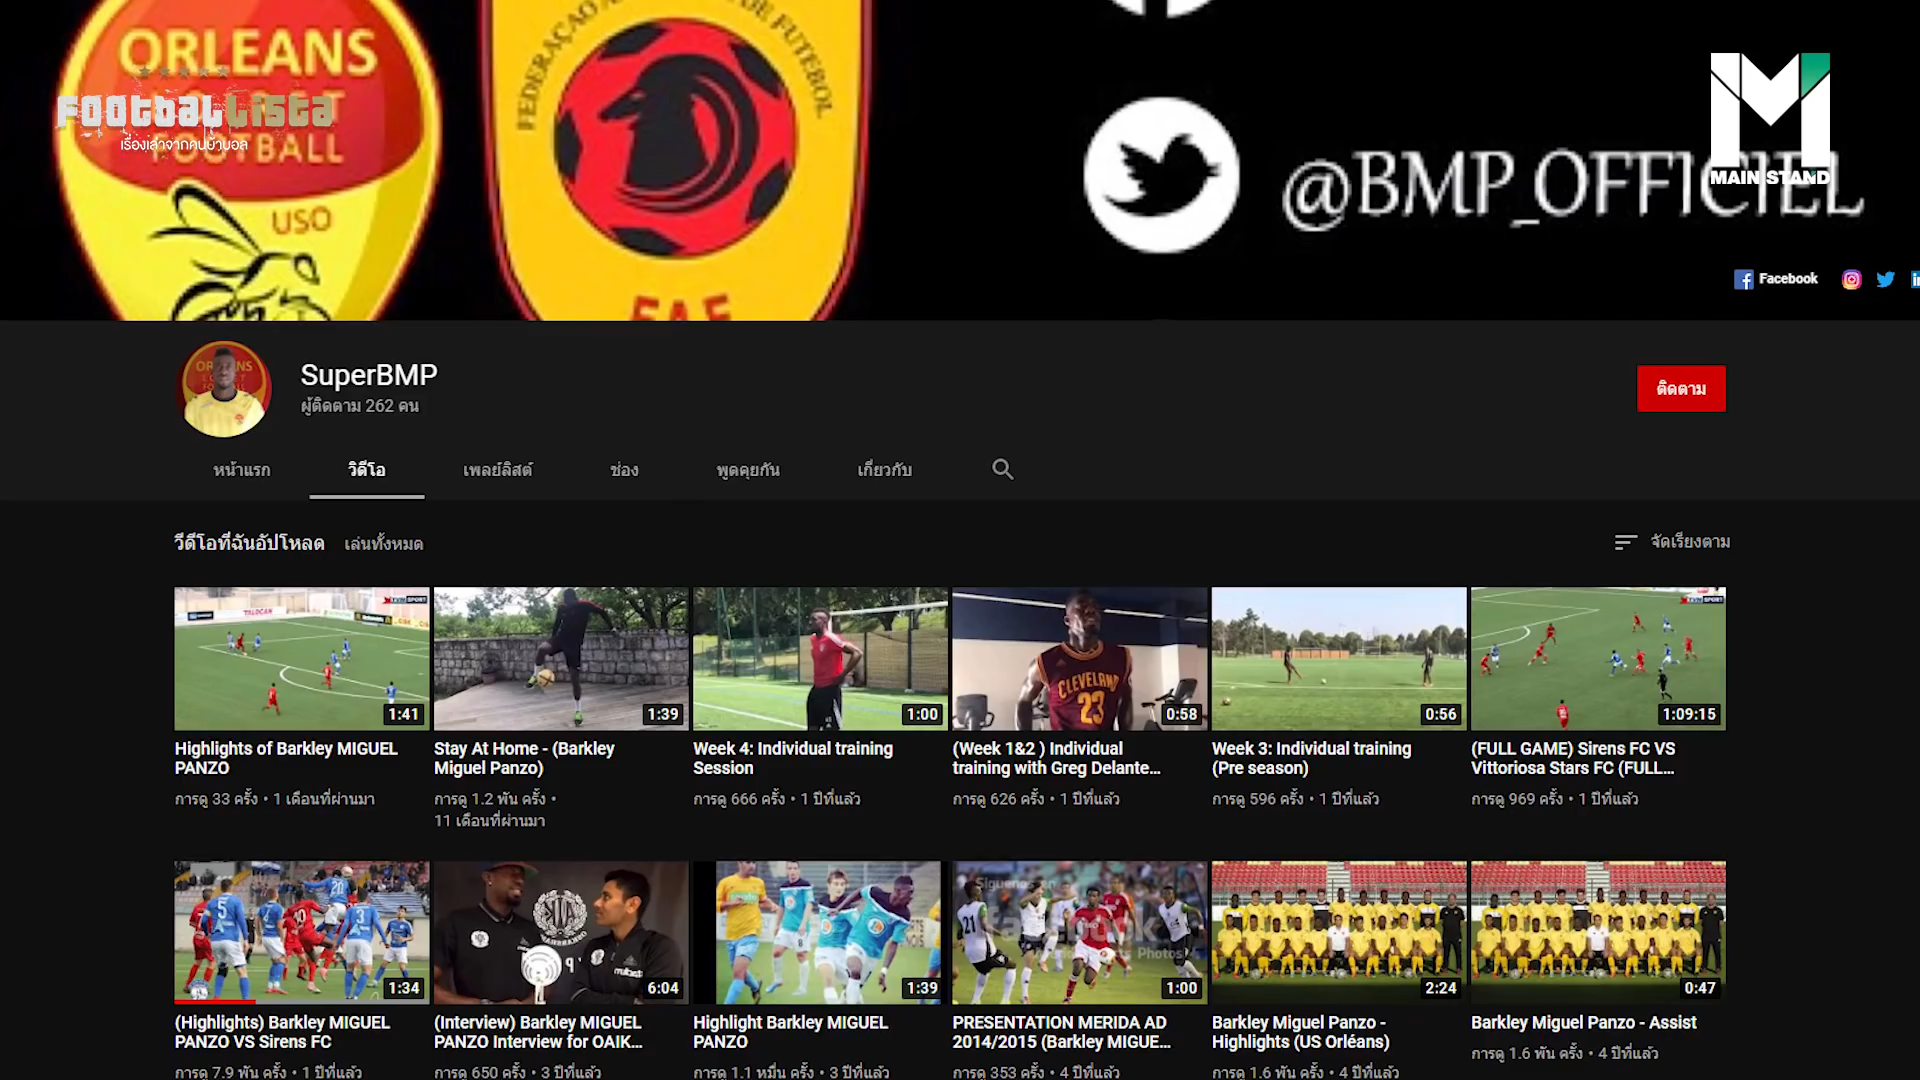 ORLEANS
LOIRET
FOOTBALL
USO
FOOTBALLISTA
เรื่องเล่าจากคนบ้าบอล
DE FUTEBOL
FAF
@BMP_OFFICIEL
MAIN STAND
Facebook
SuperBMP
ผู้ติดตาม 262 คน
ติดตาม
หน้าแรก
วิดีโอ
เพลย์ลิสต์
ช่อง
พูดคุยกัน
เกี่ยวกับ
วิดีโอที่ฉันอัปโหลด
เล่นทั้งหมด
จัดเรียงตาม
TALOCAN
CLEVELAND
23
1:41
1:39
1:00
0:58
0:56
1:09:15
Highlights of Barkley MIGUEL
PANZO
การดู 33 ครั้ง • 1 เดือนที่ผ่านมา
Stay At Home - (Barkley
Miguel Panzo)
การดู 1.2 พัน ครั้ง •
11 เดือนที่ผ่านมา
Week 4: Individual training
Session
การดู 666 ครั้ง • 1 ปีที่แล้ว
(Week 1&2 ) Individual
training with Greg Delante…
การดู 626 ครั้ง • 1 ปีที่แล้ว
Week 3: Individual training
(Pre season)
การดู 596 ครั้ง • 1 ปีที่แล้ว
(FULL GAME) Sirens FC VS
Vittoriosa Stars FC (FULL…
การดู 969 ครั้ง • 1 ปีที่แล้ว
1:34
6:04
1:39
1:00
2:24
0:47
(Highlights) Barkley MIGUEL
PANZO VS Sirens FC
การดู 7.9 พัน ครั้ง • 1 ปีที่แล้ว
(Interview) Barkley MIGUEL
PANZO Interview for OAIK…
การดู 650 ครั้ง • 3 ปีที่แล้ว
Highlight Barkley MIGUEL
PANZO
การดู 1.1 หมื่น ครั้ง • 3 ปีที่แล้ว
PRESENTATION MERIDA AD
2014/2015 (Barkley MIGUE…
การดู 353 ครั้ง • 4 ปีที่แล้ว
Barkley Miguel Panzo -
Highlights (US Orléans)
การดู 1.6 พัน ครั้ง • 4 ปีที่แล้ว
Barkley Miguel Panzo - Assist
การดู 1.6 พัน ครั้ง • 4 ปีที่แล้ว